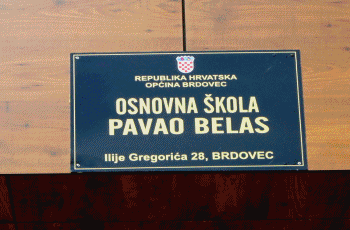 REPUBLIKA HRVATSKA
OPĆINA BRDOVEC
OSNOVNA ŠKOLA
PAVAO BELAS
Ilije Gregorića 28, BRDOVEC